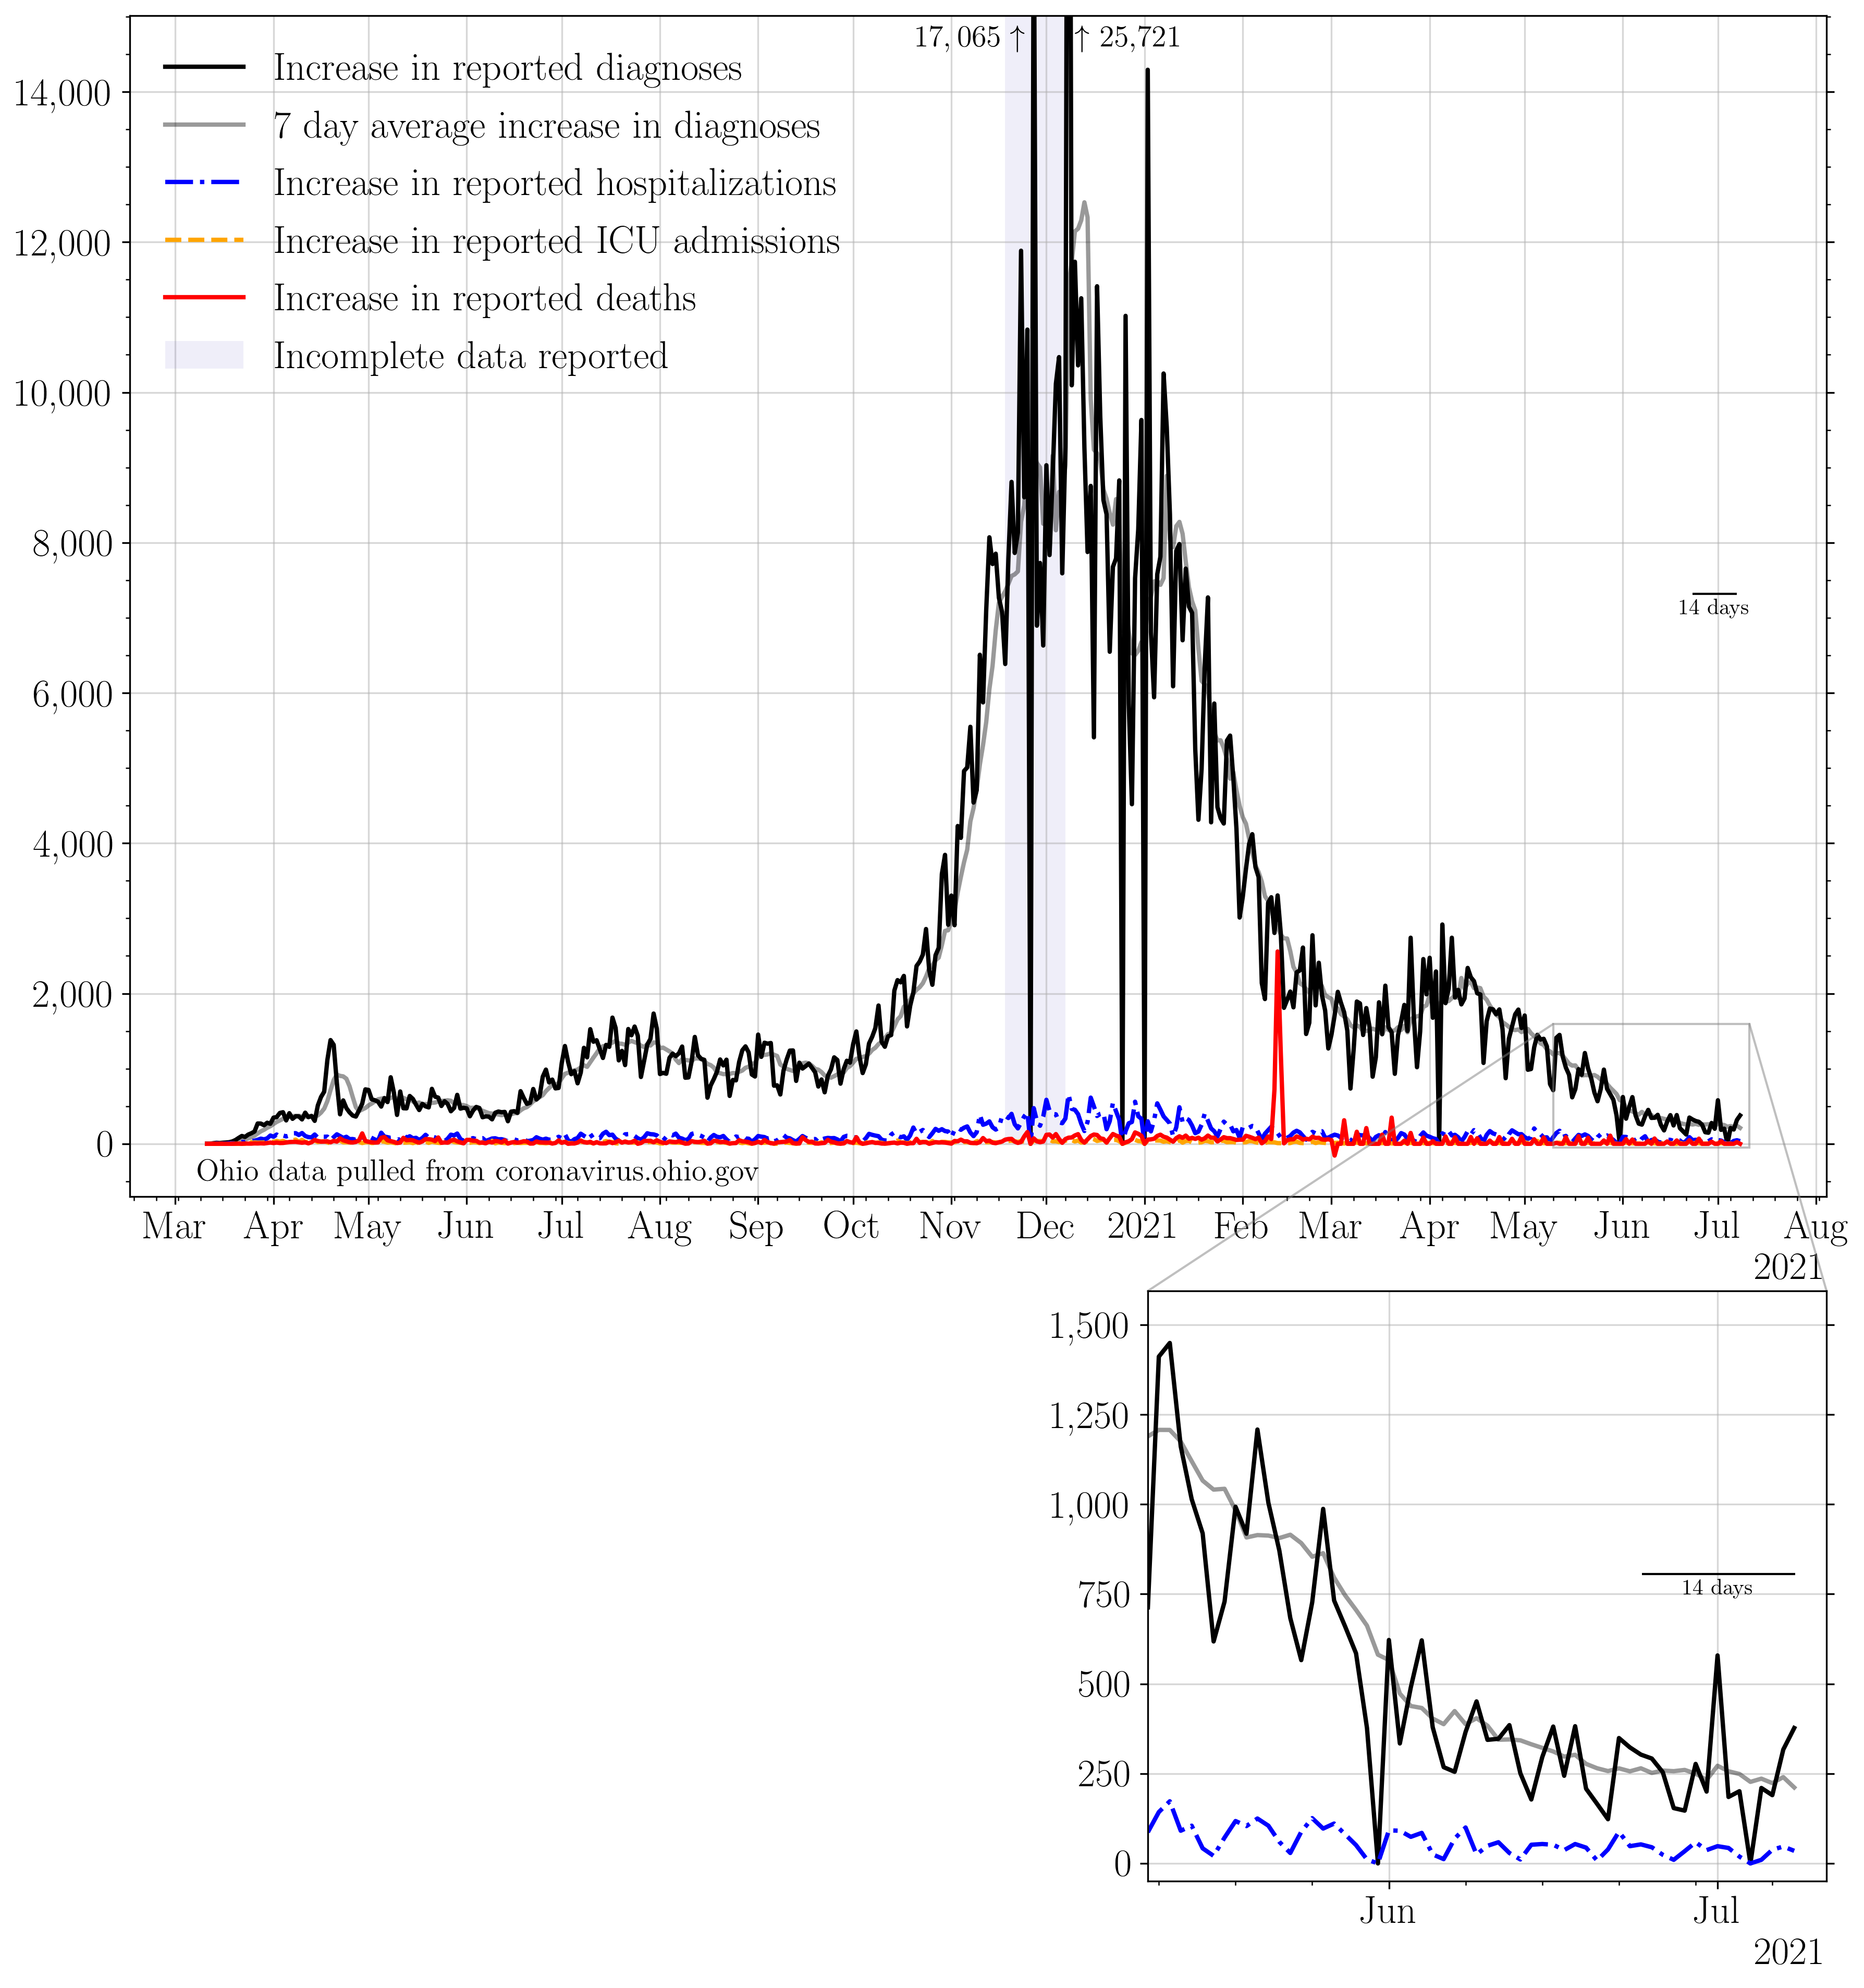 17,065 ↑ ↑ 25,721
Increase in reported diagnoses
14,000
7 day average increase in diagnoses
Increase in reported hospitalizations
12,000
Increase in reported ICU admissions
Increase in reported deaths
Incomplete data reported
10,000
8,000
14 days
6,000
4,000
2,000
0
Ohio data pulled from coronavirus.ohio.gov
Mar Apr May Jun Jul Aug Sep Oct Nov Dec 2021 Feb Mar Apr May Jun Jul Aug
2021
1,500
1,250
1,000
750
14 days
500
250
0
Jun Jul
2021